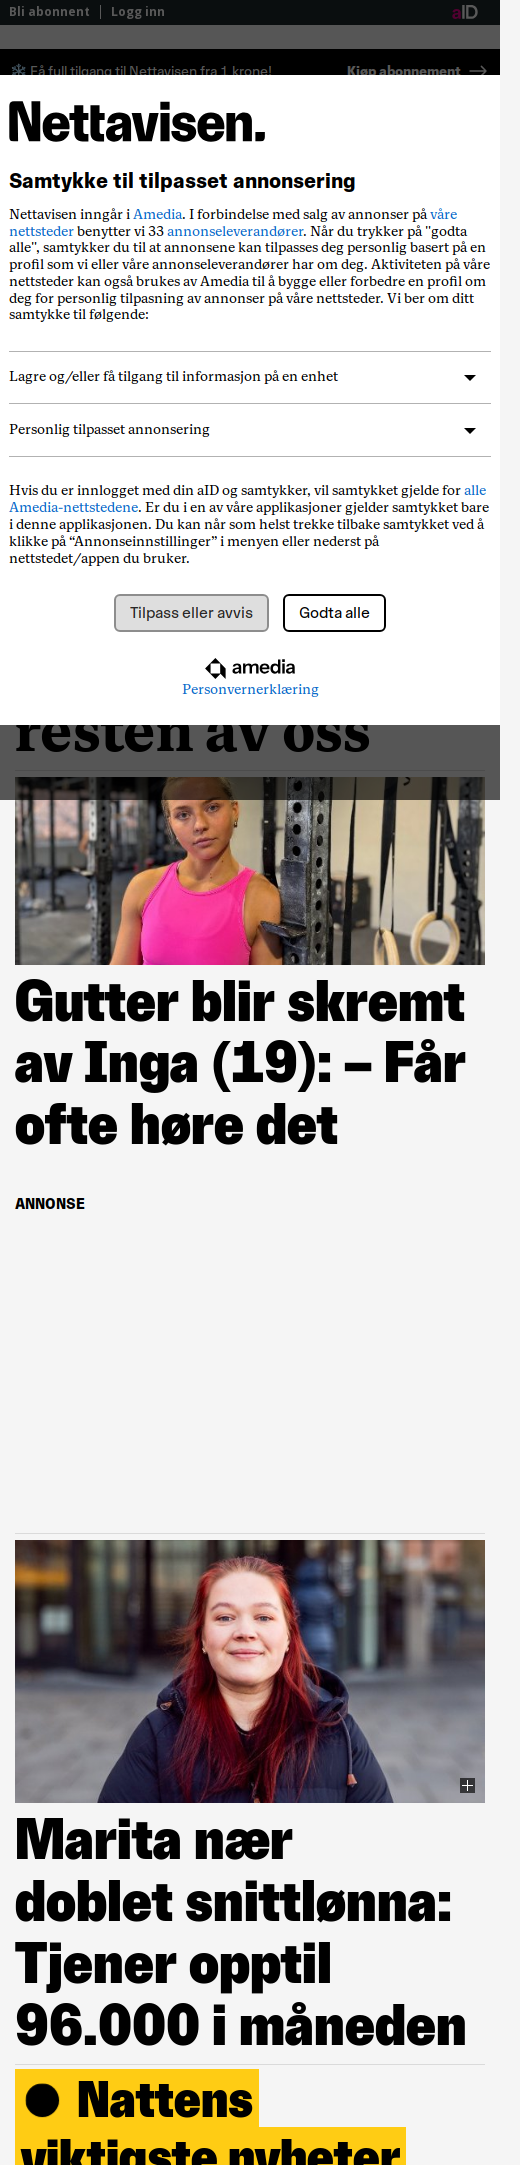 Bli abonnent | Logg inn
aID
Få full tilgang til Nettavisen fra 1 krone!
Kjøp abonnement
Nettavisen.
Samtykke til tilpasset annonsering
Nettavisen inngår i Amedia. I forbindelse med salg av annonser på våre
nettsteder benytter vi 33 annonseleverandører. Når du trykker på "godta
alle", samtykker du til at annonsene kan tilpasses deg personlig basert på en
profil som vi eller våre annonseleverandører har om deg. Aktiviteten på våre
nettsteder kan også brukes av Amedia til å bygge eller forbedre en profil om
deg for personlig tilpasning av annonser på våre nettsteder. Vi ber om ditt
samtykke til følgende:
Lagre og/eller få tilgang til informasjon på en enhet
Personlig tilpasset annonsering
Hvis du er innlogget med din aID og samtykker, vil samtykket gjelde for alle
Amedia-nettstedene. Er du i en av våre applikasjoner gjelder samtykket bare
i denne applikasjonen. Du kan når som helst trekke tilbake samtykket ved å
klikke på “Annonseinnstillinger” i menyen eller nederst på
nettstedet/appen du bruker.
Tilpass eller avvis
Godta alle
amedia
Personvernerklæring
resten av oss
Gutter blir skremt
av Inga (19): – Får
ofte høre det
ANNONSE
Marita nær
doblet snittlønna:
Tjener opptil
96.000 i måneden
● Nattens
viktigste nyheter